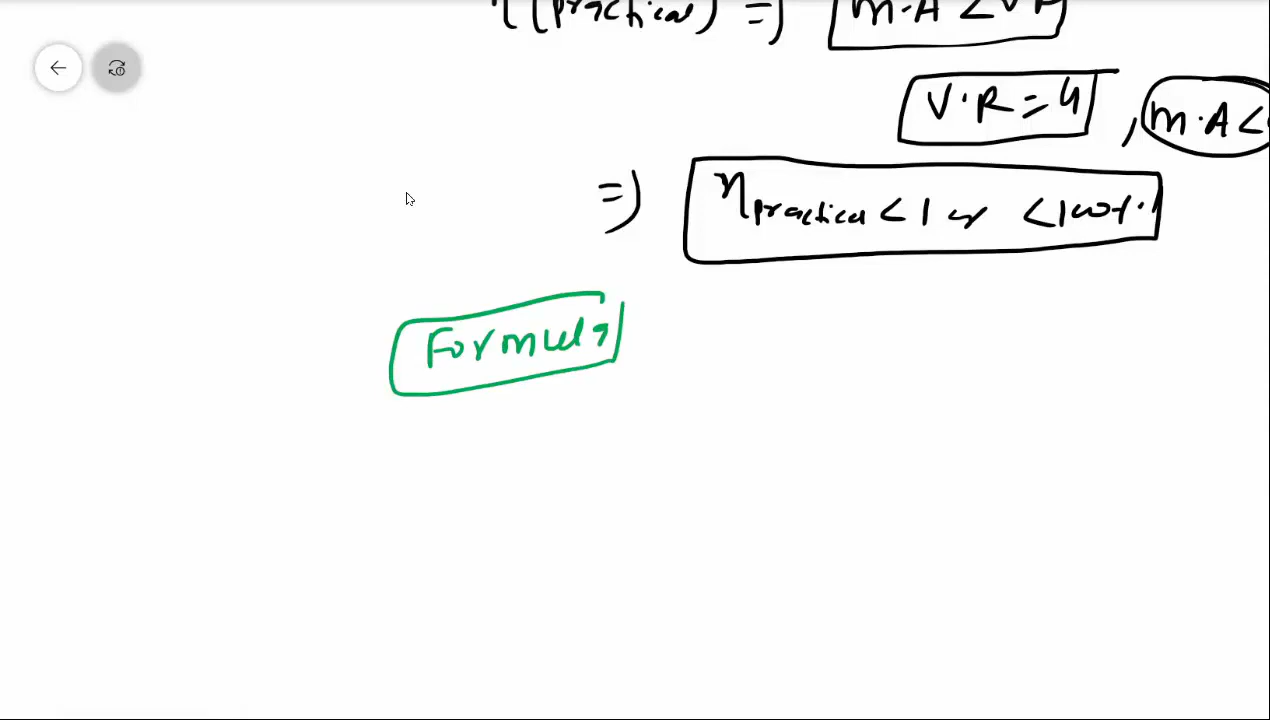 η (practical) => M.A < V.R
V.R = 4 , M.A <
=> η practical < 1 or < 100%
Formula